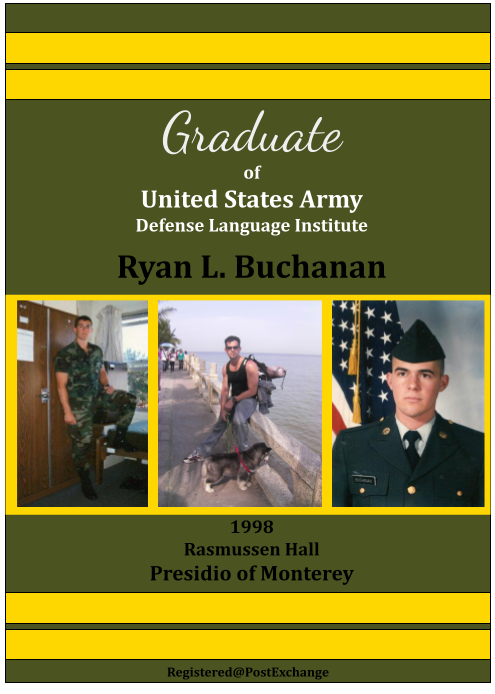 Graduate
of
United States Army
Defense Language Institute
Ryan L. Buchanan
1998
Rasmussen Hall
Presidio of Monterey
Registered@PostExchange